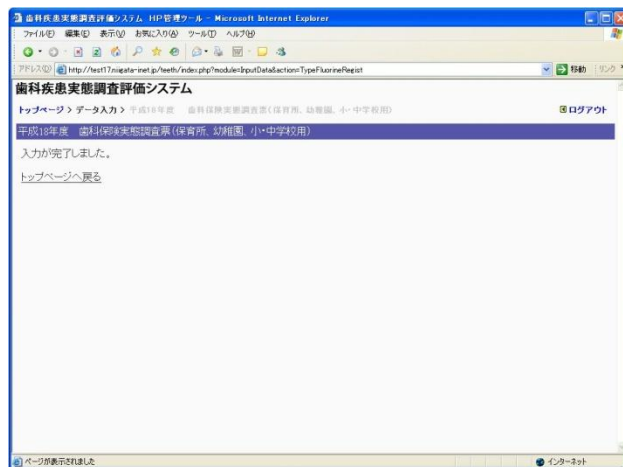 歯科疾患実態調査評価システム HP管理ツール - Microsoft Internet Explorer
ファイル(F) 編集(E) 表示(V) お気に入り(A) ツール(T) ヘルプ(H)
アドレス(D) http://test17.niigata-inet.jp/teeth/index.php?module=InputData&action=TypeFluorineRegist 移動 リンク
歯科疾患実態調査評価システム
トップページ > データ入力 > 平成18年度 歯科保険実態調査票(保育所、幼稚園、小・中学校用) ログアウト
平成18年度 歯科保険実態調査票(保育所、幼稚園、小・中学校用)
入力が完了しました。
トップページへ戻る
ページが表示されました インターネット